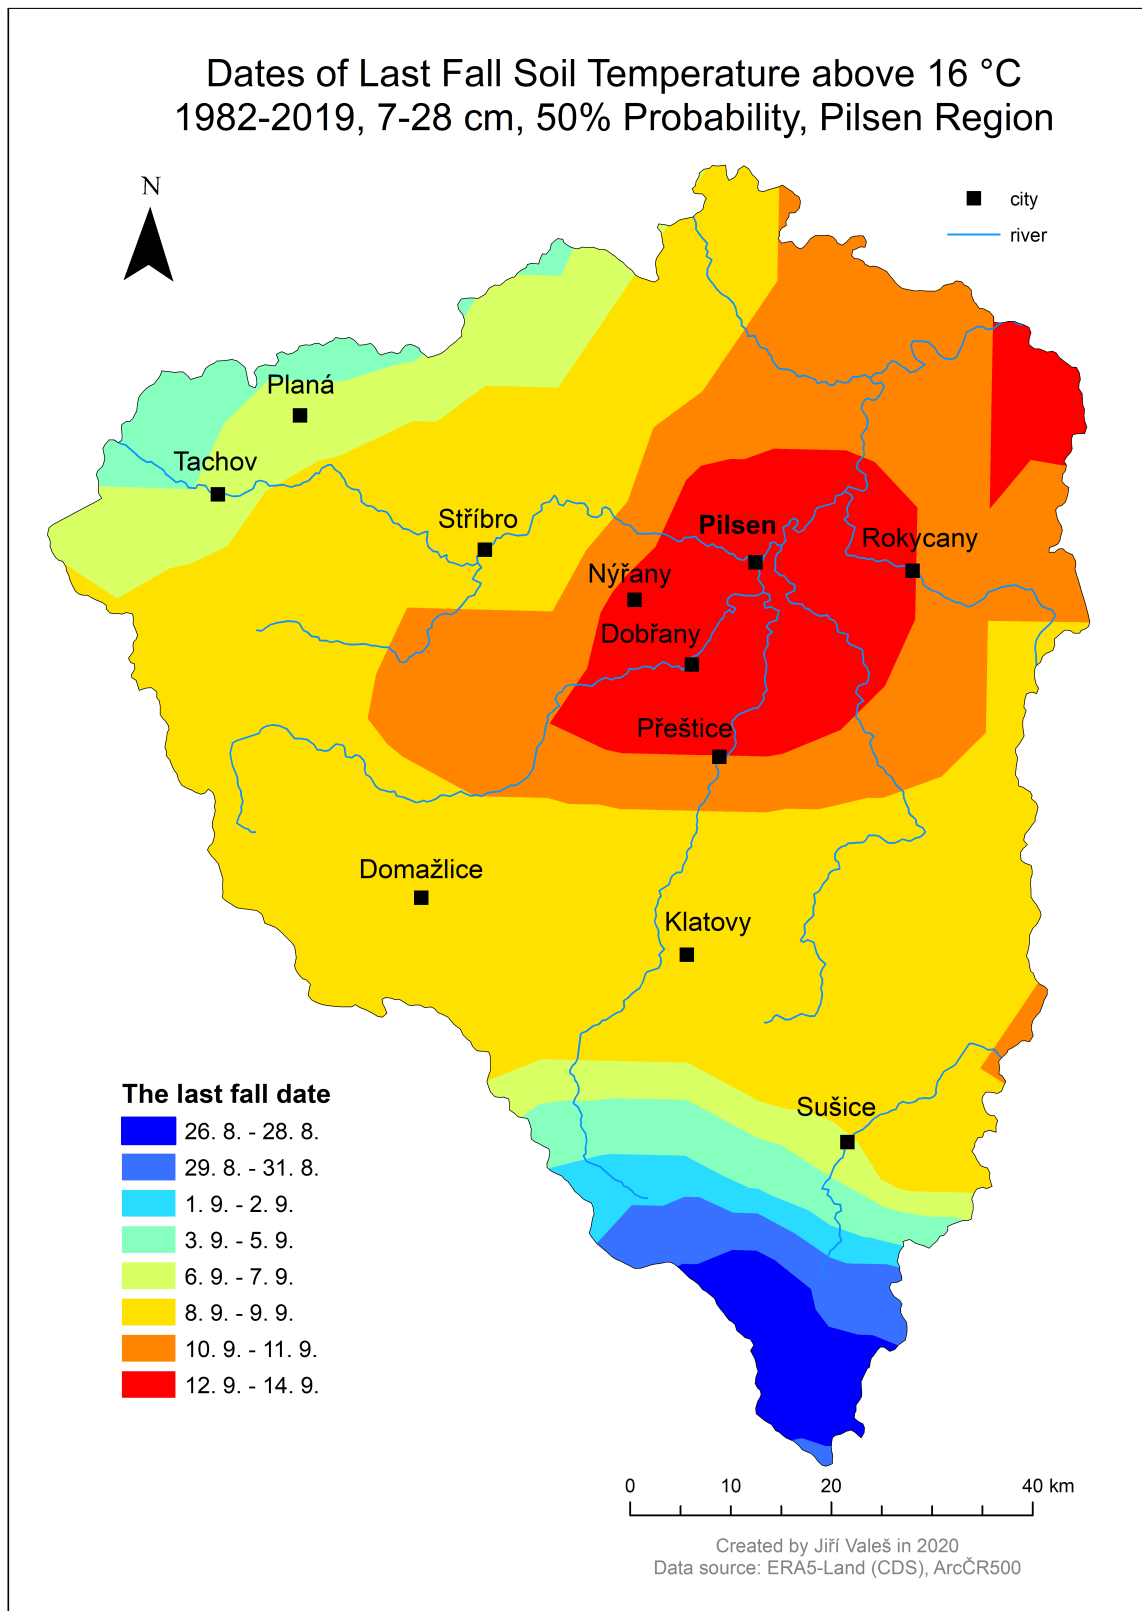 Dates of Last Fall Soil Temperature above 16 °C
1982-2019, 7-28 cm, 50% Probability, Pilsen Region
N
city
river
Planá
Tachov
Stříbro
Pilsen
Rokycany
Nýřany
Dobřany
Přeštice
Domažlice
Klatovy
Sušice
The last fall date
26. 8. - 28. 8.
29. 8. - 31. 8.
1. 9. - 2. 9.
3. 9. - 5. 9.
6. 9. - 7. 9.
8. 9. - 9. 9.
10. 9. - 11. 9.
12. 9. - 14. 9.
0 10 20 40 km
Created by Jiří Valeš in 2020
Data source: ERA5-Land (CDS), ArcČR500